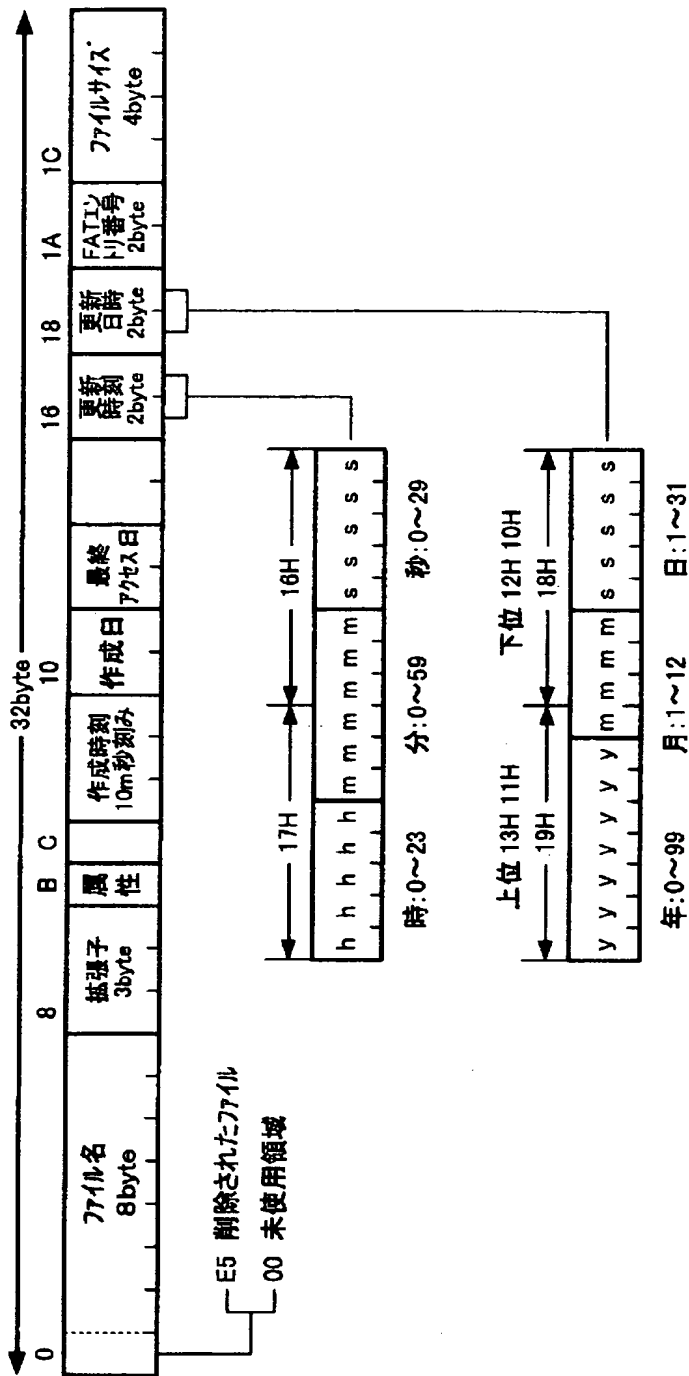 32byte
0
8
B
C
10
16
18
1A
1C
ファイル名
8byte
拡張子
3byte
属性
作成時刻
10m秒刻み
作成日
最終
アクセス日
更新
時刻
2byte
更新
日時
2byte
FATエン
トリ番号
2byte
ファイルサイズ
4byte
E5 削除されたファイル
00 未使用領域
17H
16H
h h h h h m m m m m m s s s s s
時:0~23
分:0~59
秒:0~29
上位 13H 11H
下位 12H 10H
19H
18H
y y y y y y y m m m m s s s s s
年:0~99
月:1~12
日:1~31